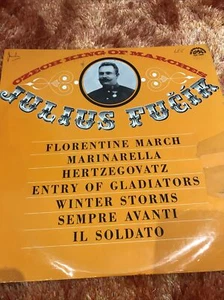 CZECH KING OF MARCHES
JULIUS FUČÍK
FLORENTINE MARCH
MARINARELLA
HERTZEGOVATZ
ENTRY OF GLADIATORS
WINTER STORMS
SEMPRE AVANTI
IL SOLDATO